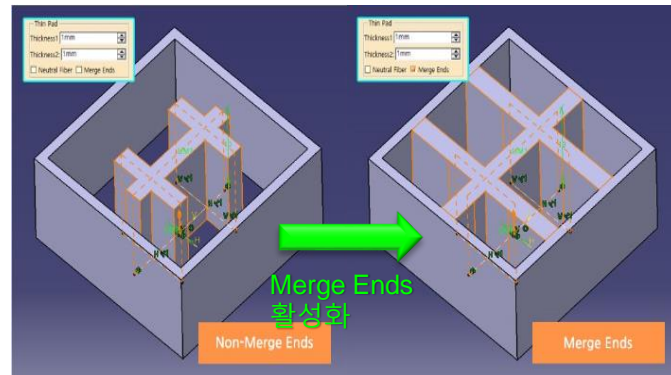 Thin Pad
Thickness1: 1mm
Thickness2: 1mm
Neutral Fiber Merge Ends
Thin Pad
Thickness1: 1mm
Thickness2: 1mm
Neutral Fiber Merge Ends
Merge Ends
활성화
Non-Merge Ends
Merge Ends